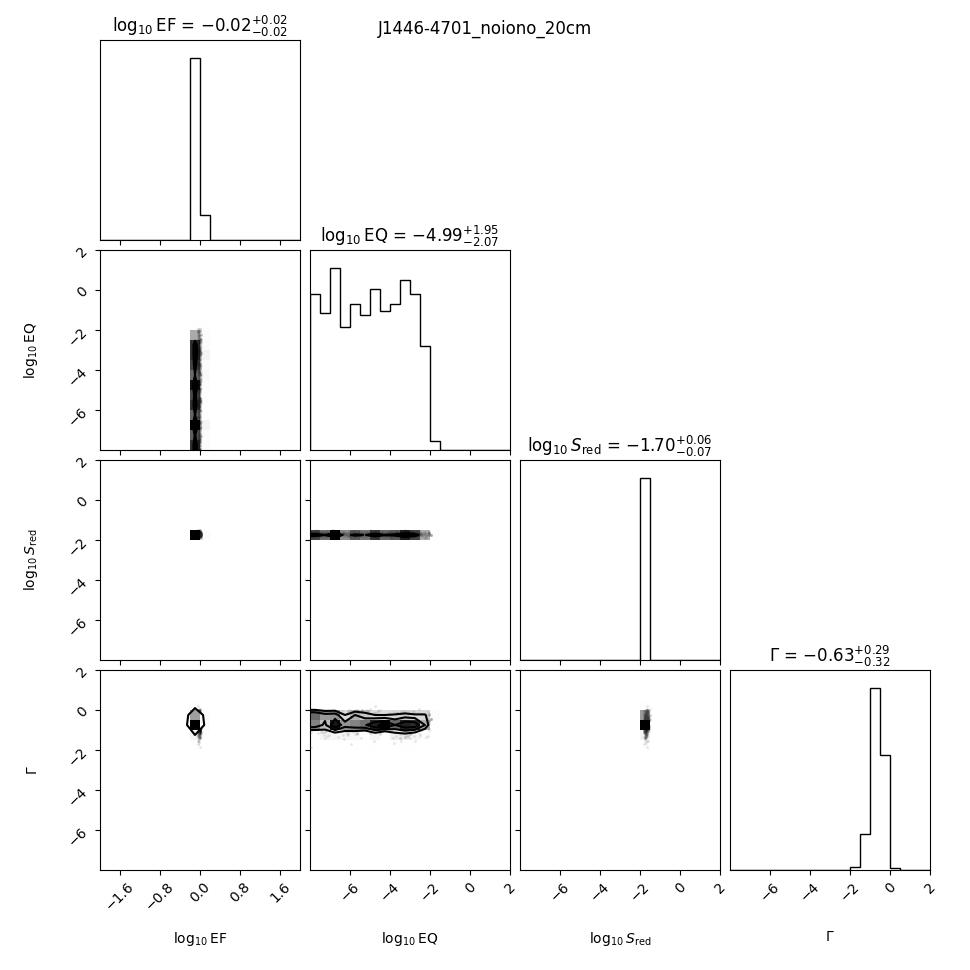 J1446-4701_noiono_20cm
log₁₀ EF = −0.02 +0.02 −0.02
log₁₀ EQ = −4.99 +1.95 −2.07
2
0
−2
−4
−6
log₁₀ EQ
log₁₀ S_red = −1.70 +0.06 −0.07
2
0
−2
−4
−6
log₁₀ S_red
Γ = −0.63 +0.29 −0.32
2
0
−2
−4
−6
Γ
−1.6 −0.8 0.0 0.8 1.6 −6 −4 −2 0 2 −6 −4 −2 0 2 −6 −4 −2 0 2
log₁₀ EF log₁₀ EQ log₁₀ S_red Γ